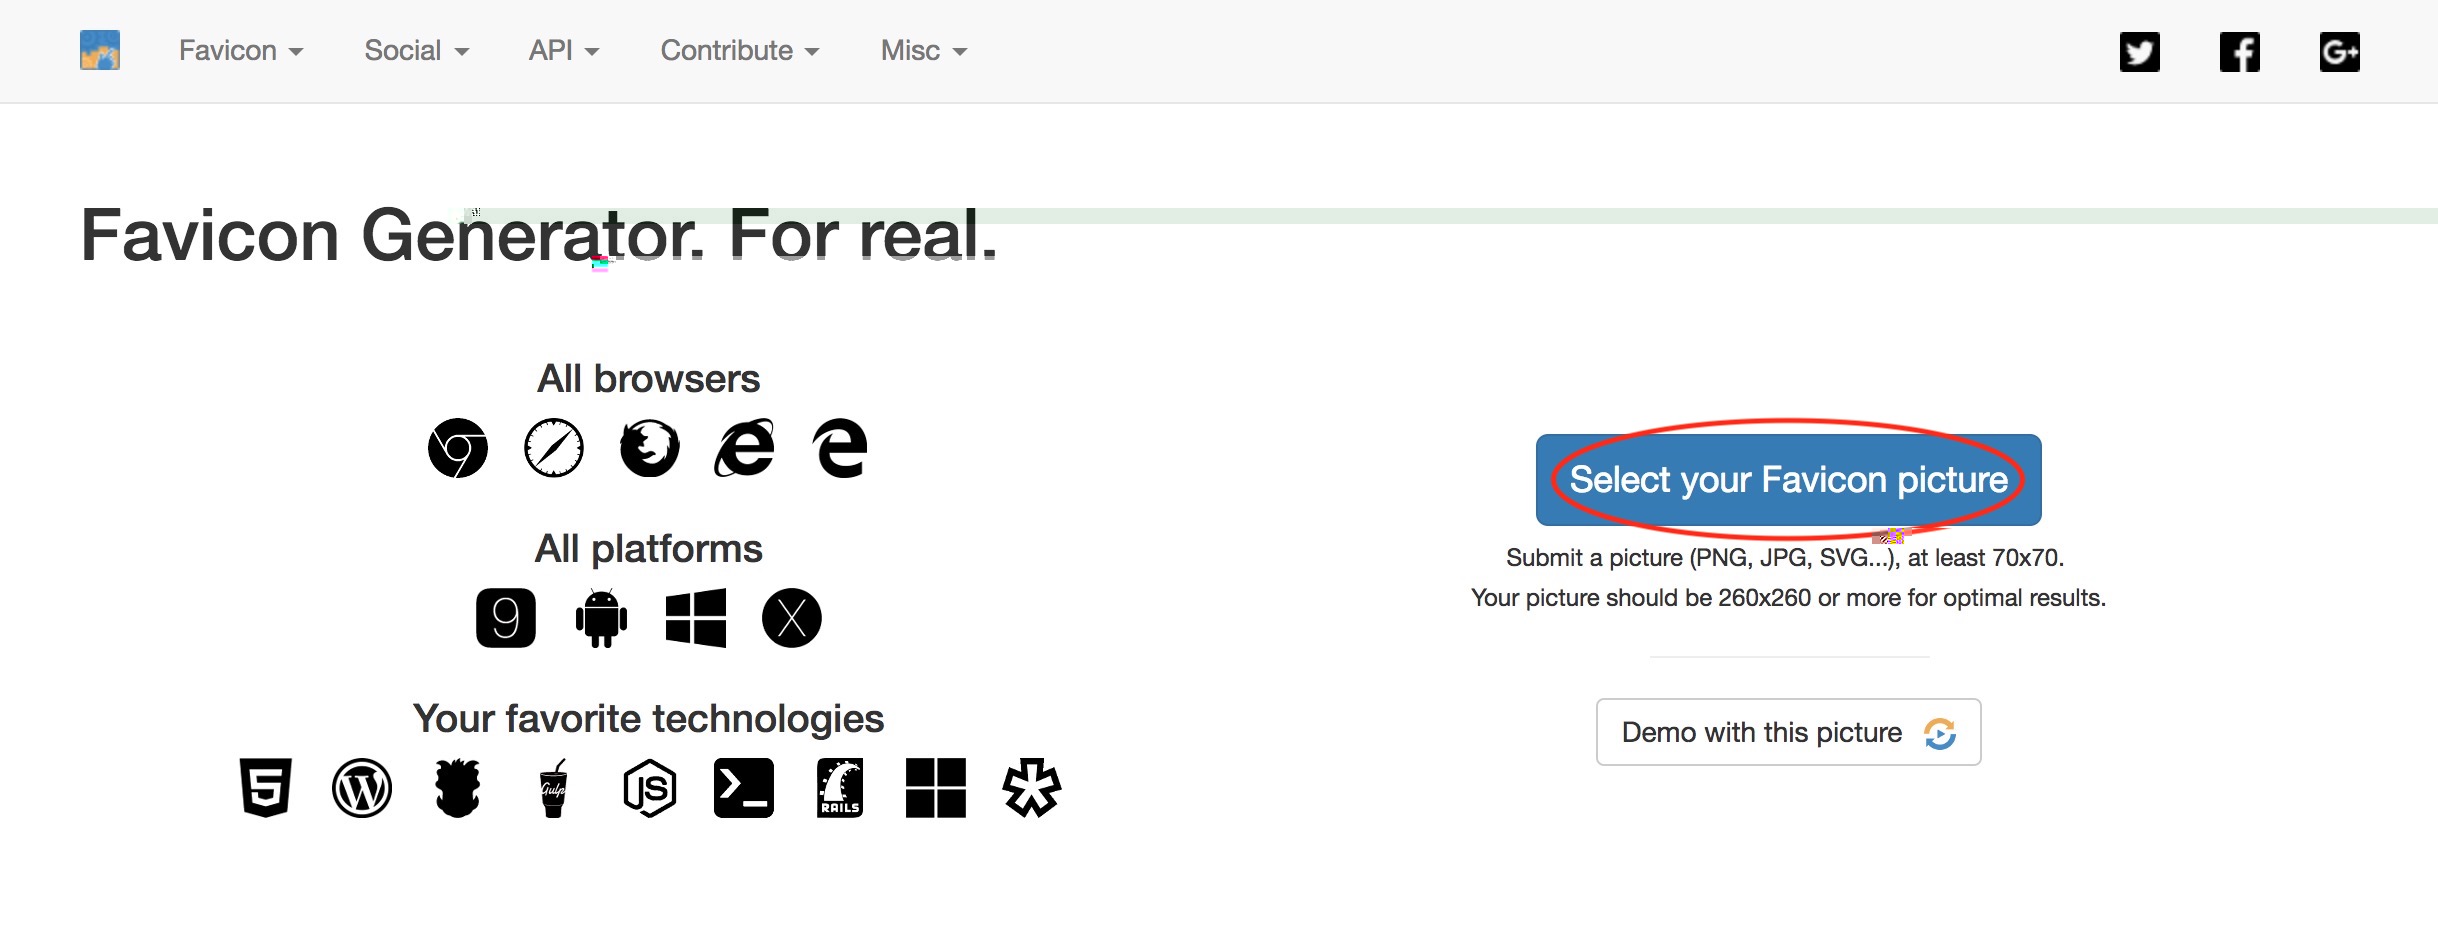 Favicon Social API Contribute Misc
G+
Favicon Generator. For real.
All browsers
All platforms
9 X
Your favorite technologies
5 W Gulp JS >_ RAILS
Select your Favicon picture
Submit a picture (PNG, JPG, SVG...), at least 70x70.
Your picture should be 260x260 or more for optimal results.
Demo with this picture